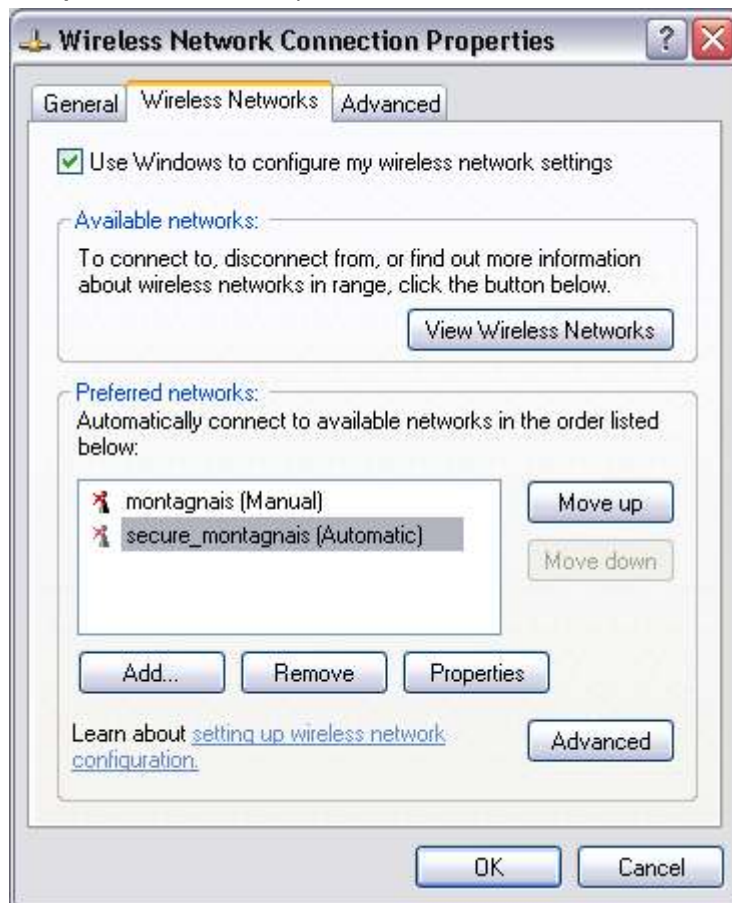 Wireless Network Connection Properties
General Wireless Networks Advanced
Use Windows to configure my wireless network settings
Available networks:
To connect to, disconnect from, or find out more information
about wireless networks in range, click the button below.
View Wireless Networks
Preferred networks:
Automatically connect to available networks in the order listed
below:
montagnais (Manual)
secure_montagnais (Automatic)
Move up
Move down
Add... Remove Properties
Learn about setting up wireless network
configuration.
Advanced
OK Cancel